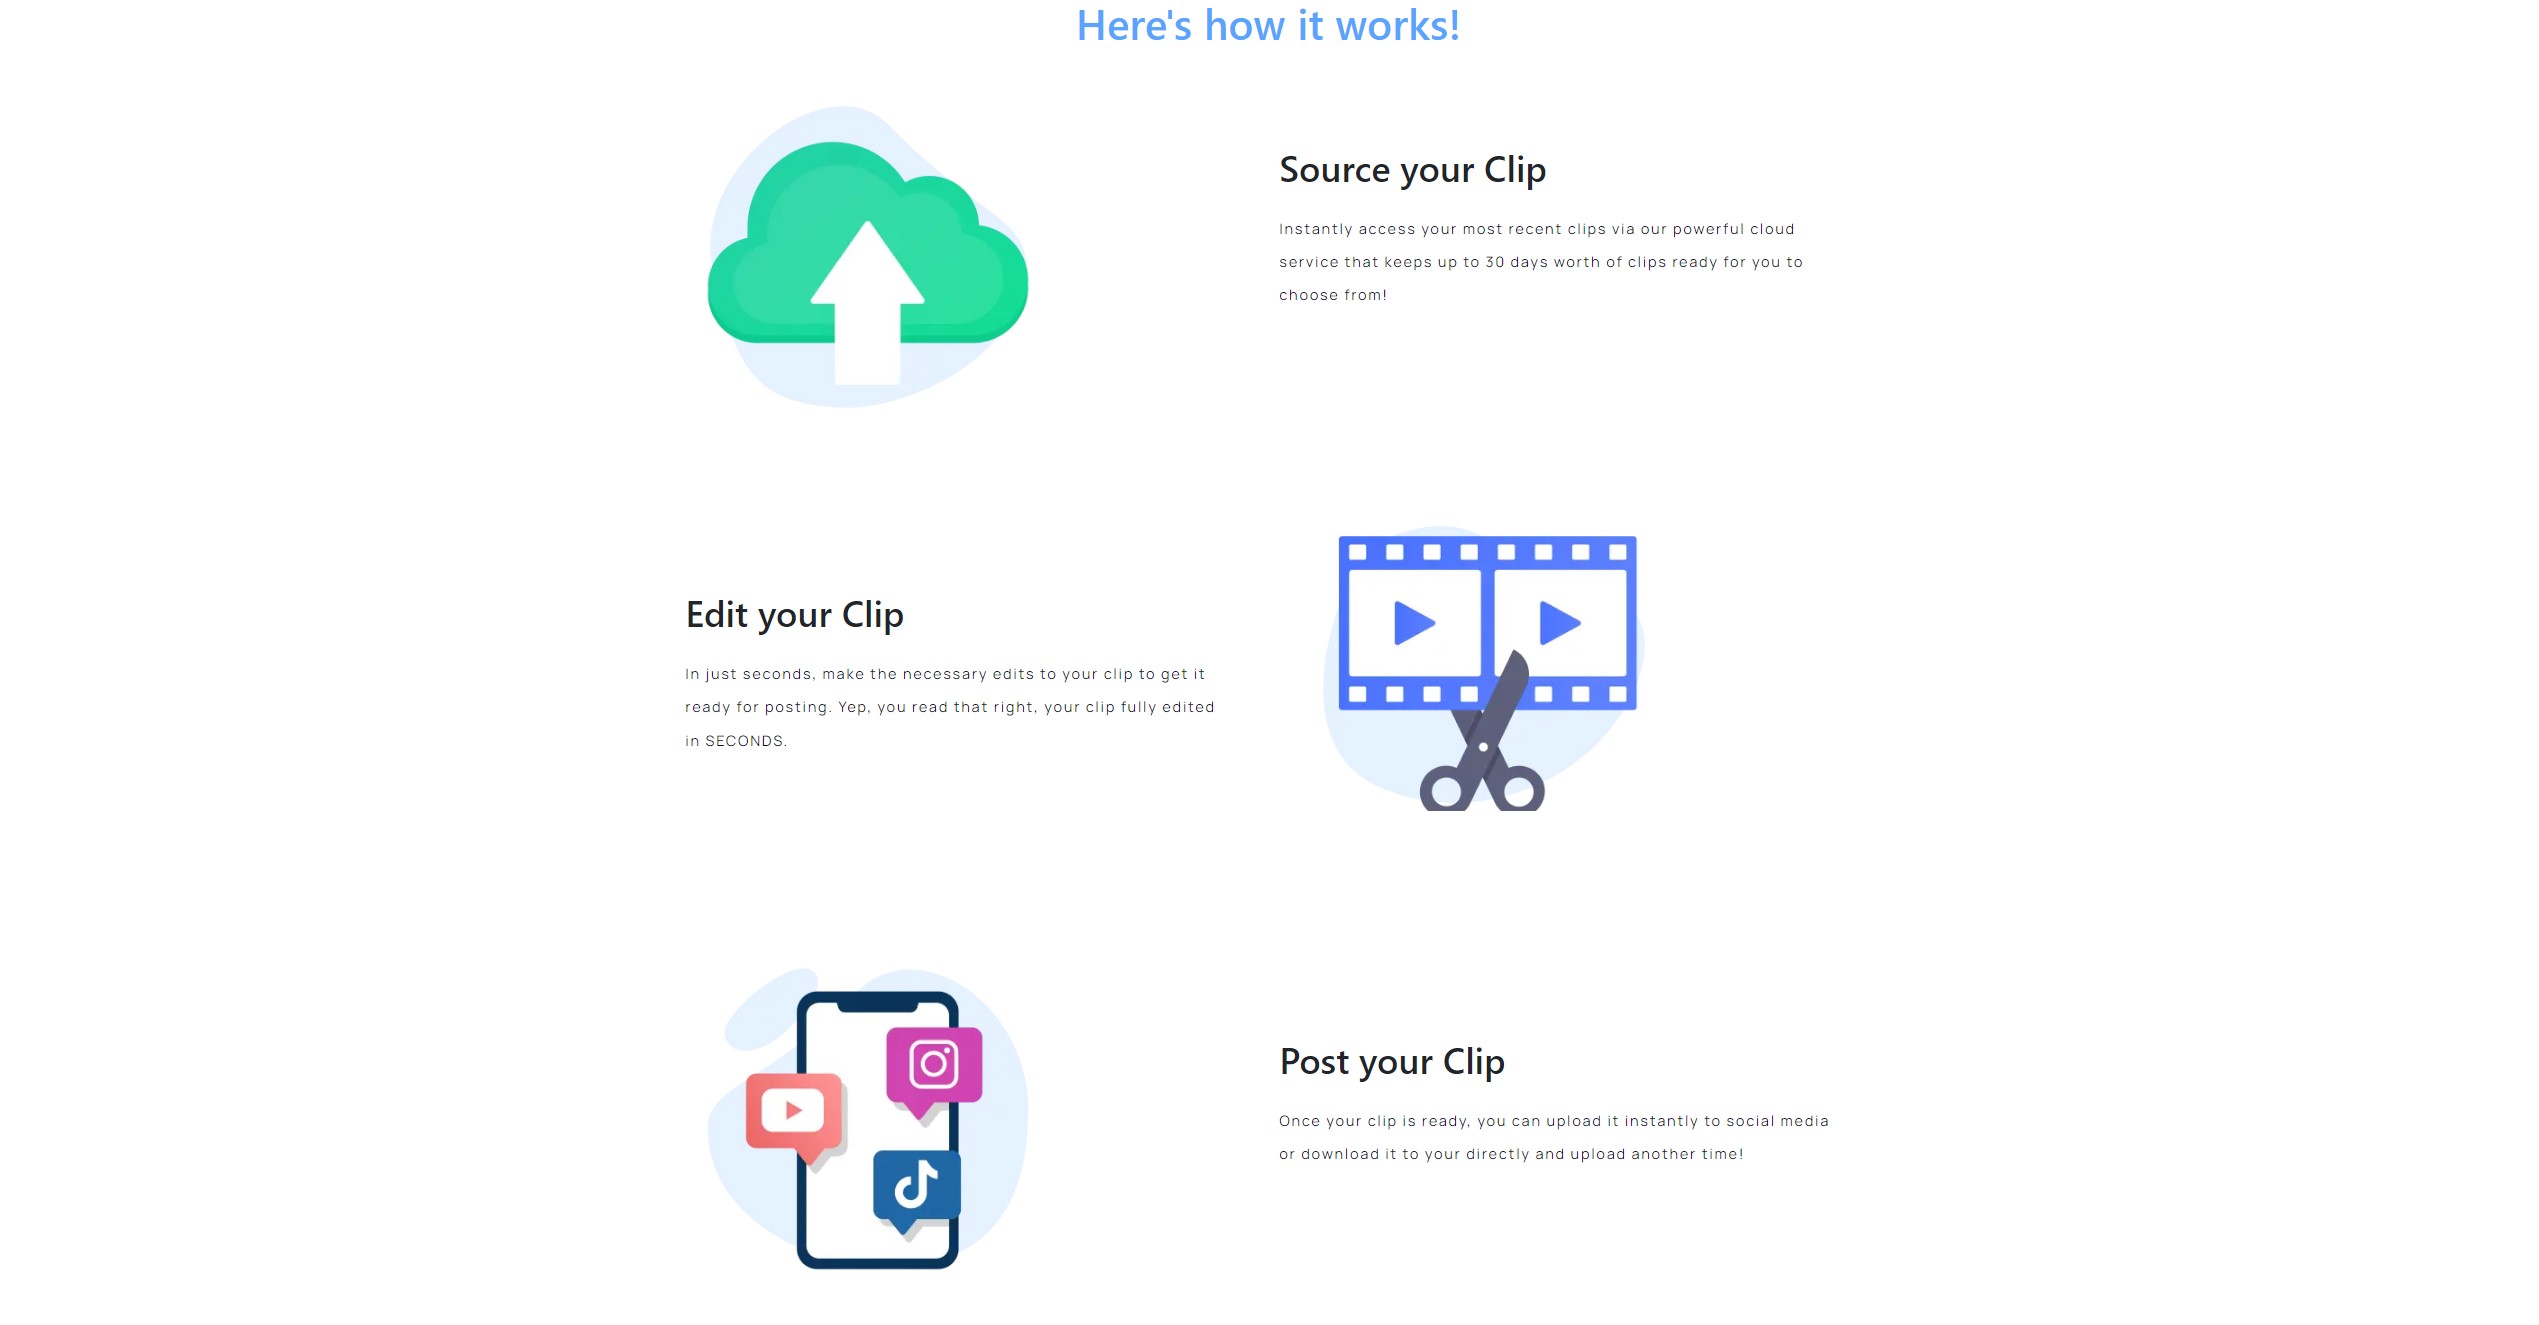 Here's how it works!
Source your Clip
Instantly access your most recent clips via our powerful cloud
service that keeps up to 30 days worth of clips ready for you to
choose from!
Edit your Clip
In just seconds, make the necessary edits to your clip to get it
ready for posting. Yep, you read that right, your clip fully edited
in SECONDS.
Post your Clip
Once your clip is ready, you can upload it instantly to social media
or download it to your directly and upload another time!